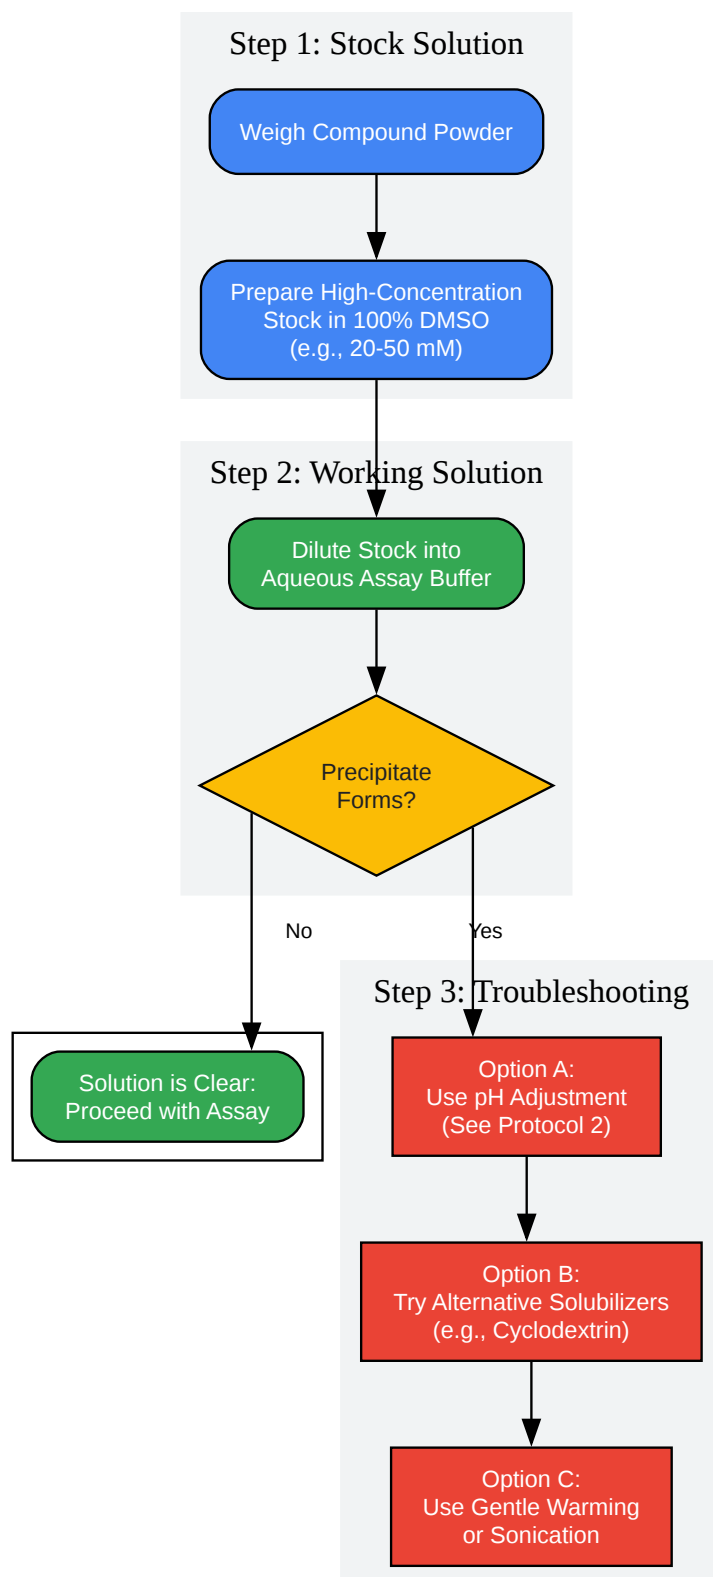 Step 1: Stock Solution
Weigh Compound Powder
Prepare High-Concentration
Stock in 100% DMSO
(e.g., 20-50 mM)
Step 2: Working Solution
Dilute Stock into
Aqueous Assay Buffer
Precipitate
Forms?
No
Yes
Step 3: Troubleshooting
Solution is Clear:
Proceed with Assay
Option A:
Use pH Adjustment
(See Protocol 2)
Option B:
Try Alternative Solubilizers
(e.g., Cyclodextrin)
Option C:
Use Gentle Warming
or Sonication